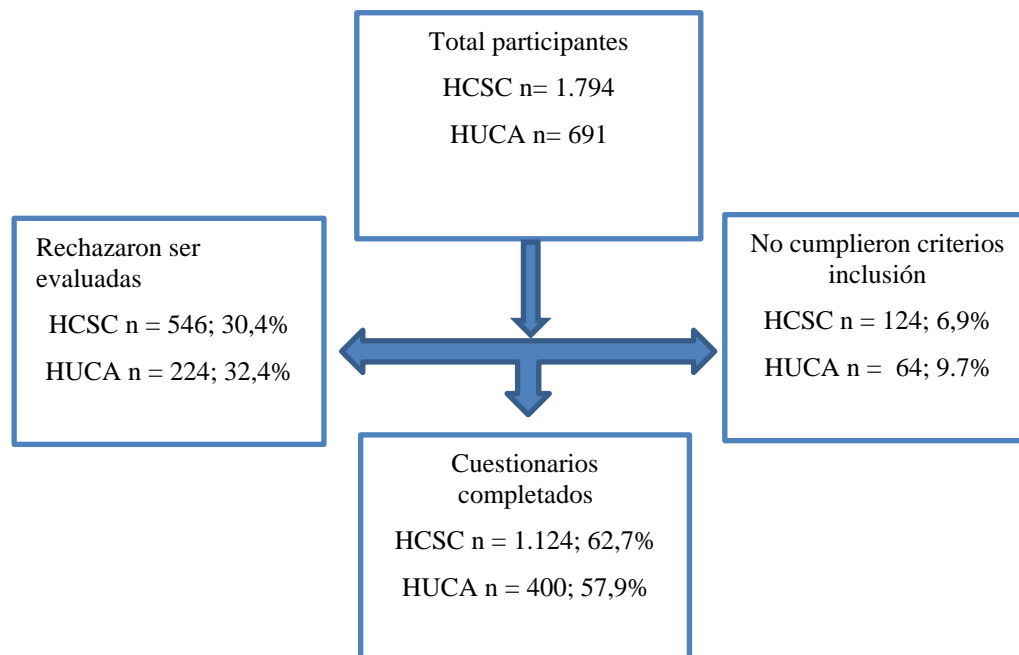 Total participantes
HCSC n= 1.794
HUCA n= 691
Rechazaron ser
evaluadas
HCSC n = 546; 30,4%
HUCA n = 224; 32,4%
No cumplieron criterios
inclusión
HCSC n = 124; 6,9%
HUCA n =  64; 9.7%
Cuestionarios
completados
HCSC n = 1.124; 62,7%
HUCA n = 400; 57,9%